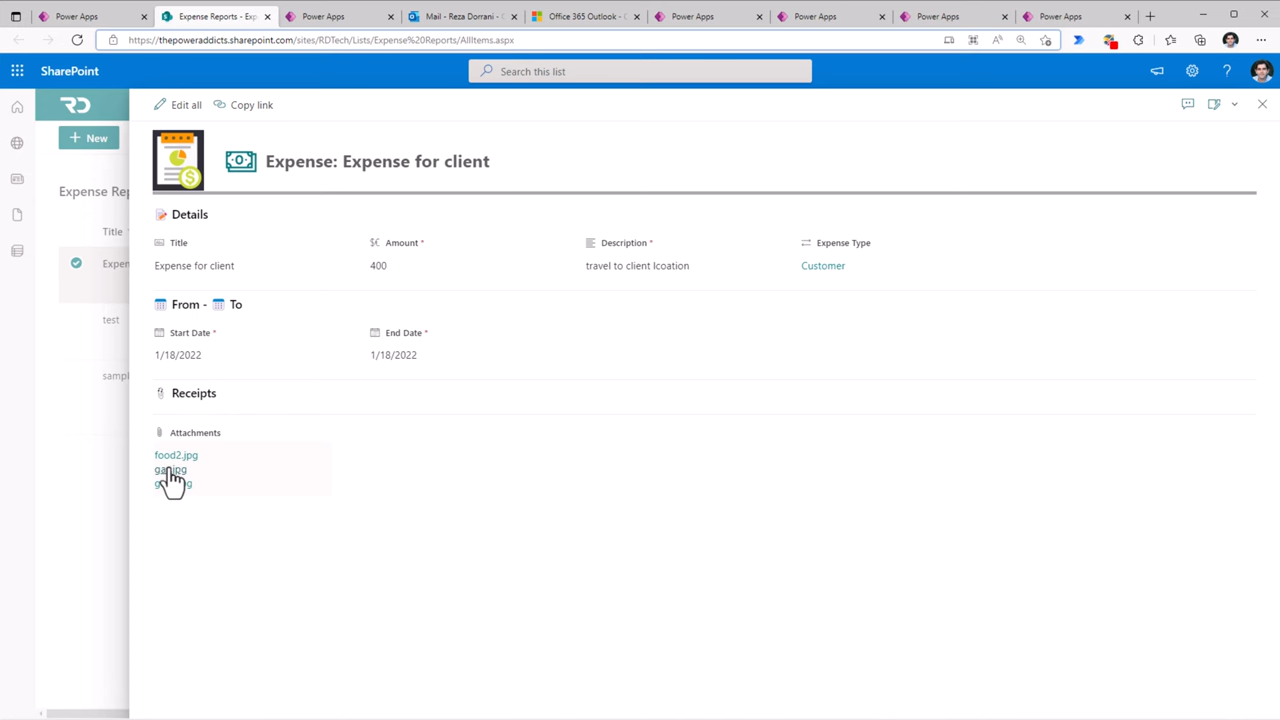 Power Apps
Expense Reports - Exp
Power Apps
Mail - Reza Dorrani -
Office 365 Outlook -
Power Apps
Power Apps
Power Apps
Power Apps
https://thepoweraddicts.sharepoint.com/sites/RDTech/Lists/Expense%20Reports/AllItems.aspx
SharePoint
Search this list
RD
New
Edit all
Copy link
Expense: Expense for client
Expense Rep
Details
Title
Title
Amount *
Description *
Expense Type
Expen
Expense for client
400
travel to client lcoation
Customer
From -
To
test
Start Date *
End Date *
1/18/2022
1/18/2022
sampl
Receipts
Attachments
food2.jpg